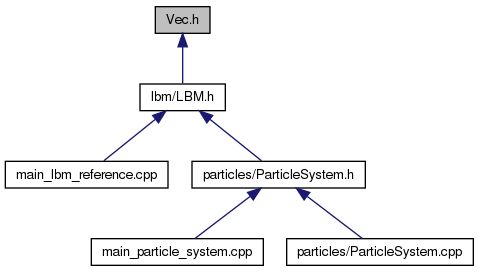 Vec.h
lbm/LBM.h
main_lbm_reference.cpp
particles/ParticleSystem.h
main_particle_system.cpp
particles/ParticleSystem.cpp